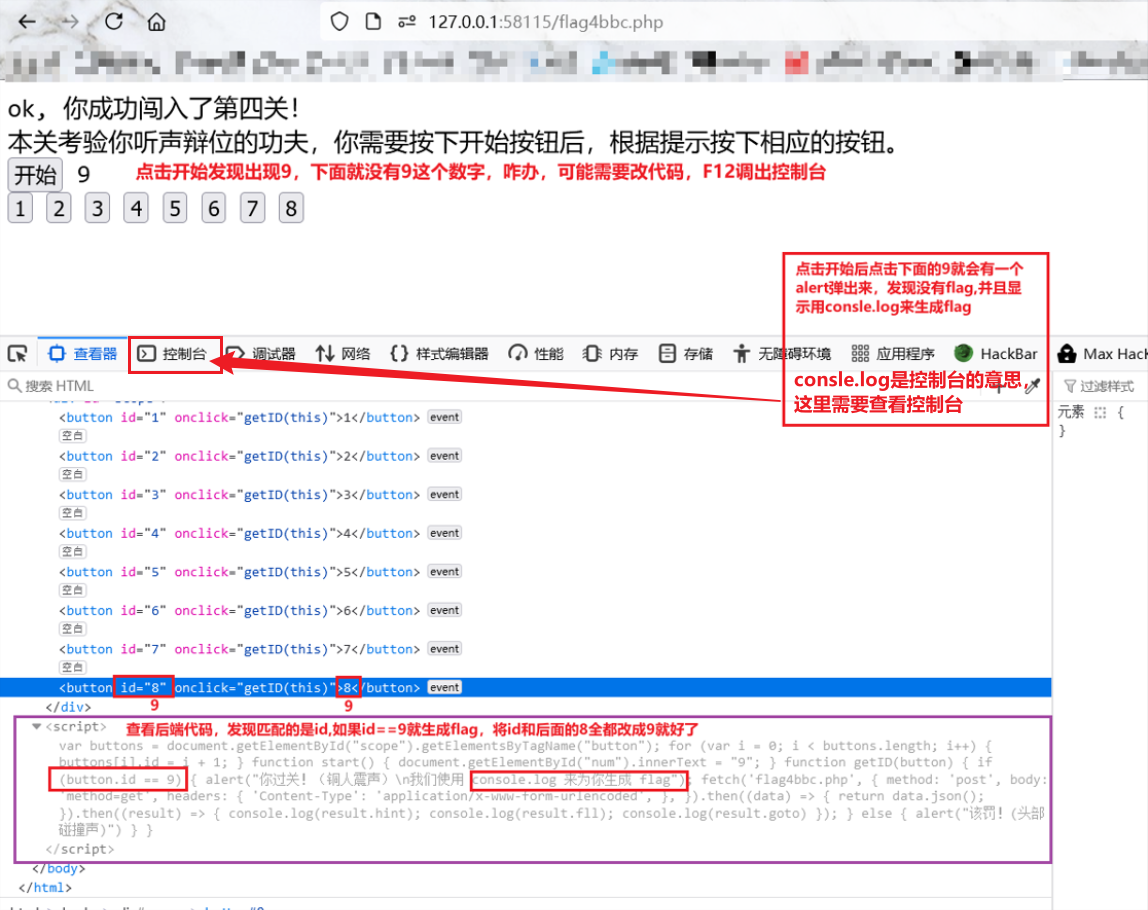 127.0.0.1:58115/flag4bbc.php
ok，你成功闯入了第四关！
本关考验你听声辩位的功夫，你需要按下开始按钮后，根据提示按下相应的按钮。
开始 9 点击开始发现出现9，下面就没有9这个数字，咋办，可能需要改代码，F12调出控制台
1 2 3 4 5 6 7 8
点击开始后点击下面的9就会有一个
alert弹出来，发现没有flag,并且显
示用consle.log来生成flag
查看器 控制台 调试器 网络 {} 样式编辑器 性能 内存 存储 无障碍环境 应用程序 HackBar Max Hack
consle.log是控制台的意思，
这里需要查看控制台
搜索 HTML + 过滤样式
元素 {
}
<button id="1" onclick="getID(this)">1</button> event
空白
<button id="2" onclick="getID(this)">2</button> event
空白
<button id="3" onclick="getID(this)">3</button> event
空白
<button id="4" onclick="getID(this)">4</button> event
空白
<button id="5" onclick="getID(this)">5</button> event
空白
<button id="6" onclick="getID(this)">6</button> event
空白
<button id="7" onclick="getID(this)">7</button> event
空白
<button id="8" onclick="getID(this)">8</button> event
</div> 9 9
<script> 查看后端代码，发现匹配的是id,如果id==9就生成flag，将id和后面的8全都改成9就好了
var buttons = document.getElementById("scope").getElementsByTagName("button"); for (var i = 0; i < buttons.length; i++) {
buttons[i].id = i + 1; } function start() { document.getElementById("num").innerText = "9"; } function getID(button) { if
(button.id == 9) { alert("你过关！（铜人震声）\n我们使用 console.log 来为你生成 flag"); fetch('flag4bbc.php', { method: 'post', body:
'method=get', headers: { 'Content-Type': 'application/x-www-form-urlencoded', }, }).then((data) => { return data.json();
}).then((result) => { console.log(result.hint); console.log(result.fll); console.log(result.goto) }); } else { alert("该罚！（头部
碰撞声）") } }
</script>
</body>
</html>